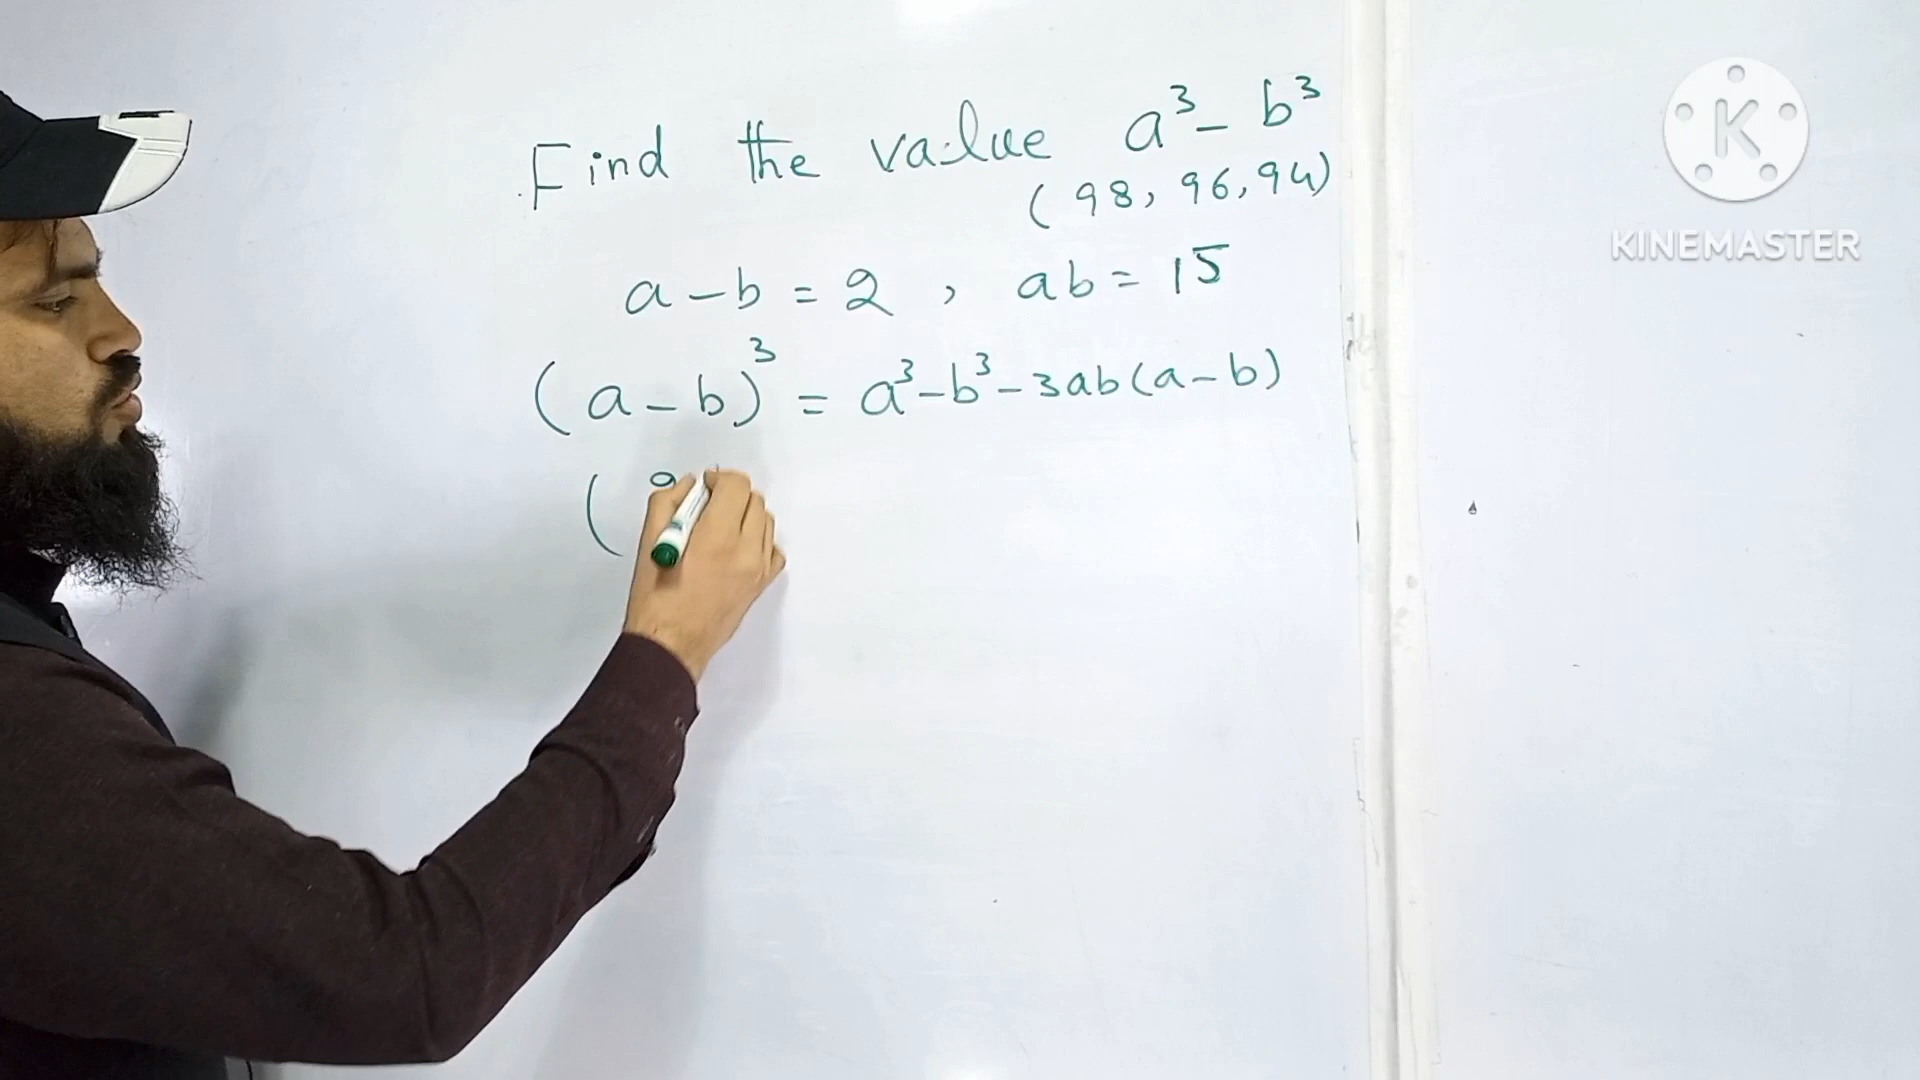 Find the value a³ - b³
(98, 96, 94)
a - b = 2 , ab = 15
(a - b)³ = a³ - b³ - 3ab(a - b)
(
K
KINEMASTER